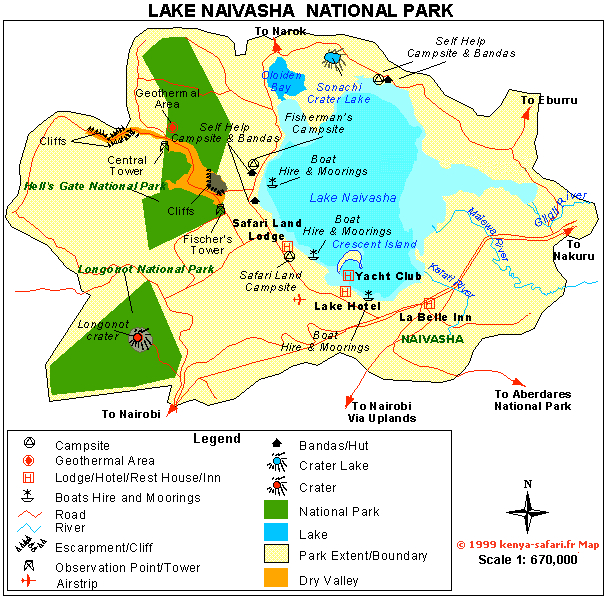 LAKE NAIVASHA NATIONAL PARK
To Narok
Self Help
Campsite & Bandas
Oloiden
Bay
Sonachi
Crater Lake
Geothermal
Area
To Eburru
Fisherman's
Campsite
Self Help
Campsite & Bandas
Cliffs
Central
Tower
Boat
Hire & Moorings
Hell's Gate National Park
Lake Naivasha
Cliffs
Malewa River
Gilgil River
Safari Land
Lodge
Boat
Hire & Moorings
Fischer's
Tower
Crescent Island
To
Nakuru
Longonot National Park
Safari Land
Campsite
Yacht Club
Karati River
Lake Hotel
La Belle Inn
Longonot
crater
Boat
Hire & Moorings
NAIVASHA
To Nairobi
To Nairobi
Via Uplands
To Aberdares
National Park
Legend
Campsite
Geothermal Area
Lodge/Hotel/Rest House/Inn
Boats Hire and Moorings
Road
River
Escarpment/Cliff
Observation Point/Tower
Airstrip
Bandas/Hut
Crater Lake
Crater
National Park
Lake
Park Extent/Boundary
Dry Valley
N
© 1999 kenya-safari.fr Map
Scale 1: 670,000